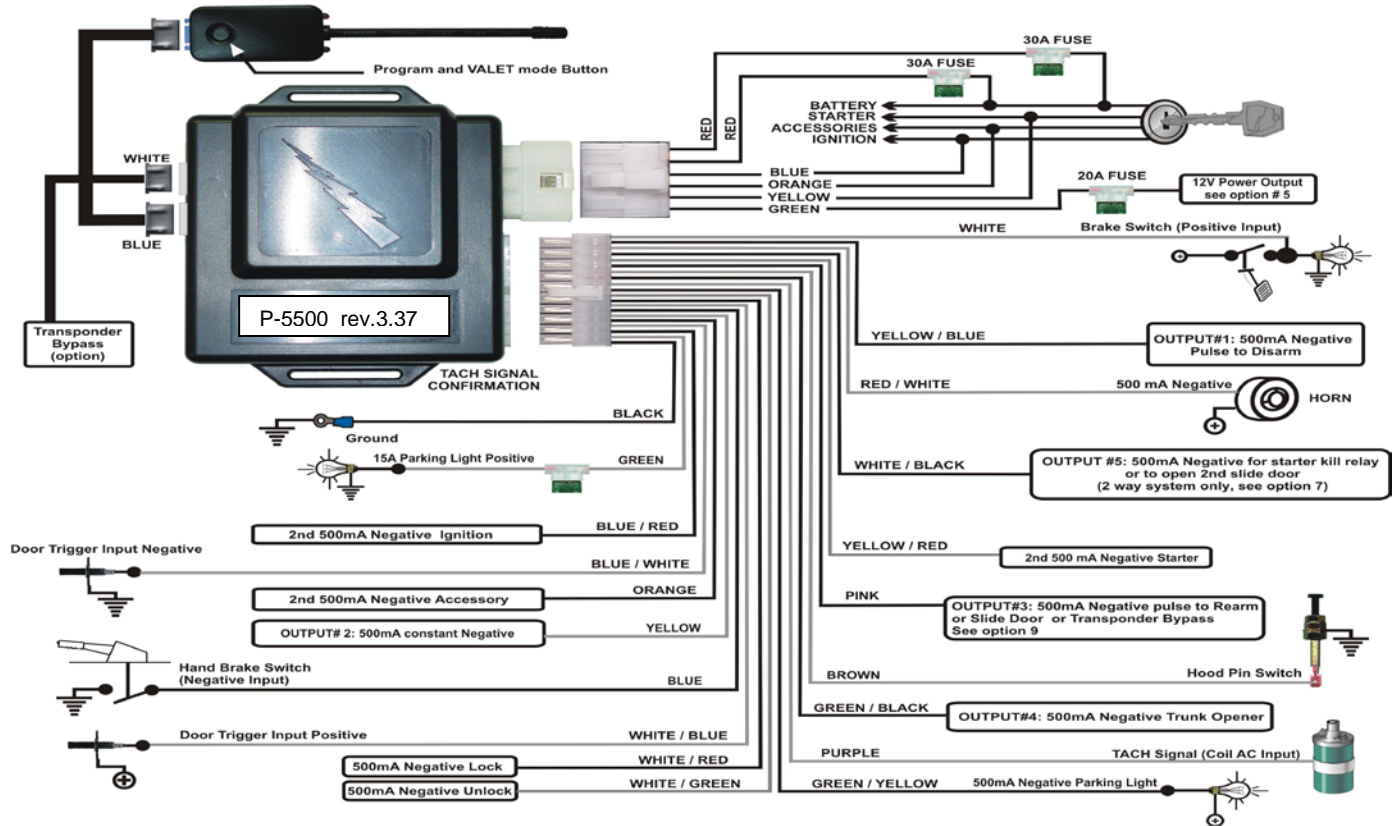 Program and VALET mode Button
30A FUSE
30A FUSE
RED
RED
BATTERY
STARTER
ACCESSORIES
IGNITION
BLUE
ORANGE
YELLOW
GREEN
20A FUSE
12V Power Output
see option # 5
WHITE
BLUE
Transponder
Bypass
(option)
P-5500 rev.3.37
TACH SIGNAL
CONFIRMATION
WHITE
Brake Switch (Positive Input)
YELLOW / BLUE
OUTPUT#1: 500mA Negative
Pulse to Disarm
RED / WHITE
500 mA Negative
HORN
WHITE / BLACK
OUTPUT #5: 500mA Negative for starter kill relay
or to open 2nd slide door
(2 way system only, see option 7)
YELLOW / RED
2nd 500 mA Negative Starter
PINK
OUTPUT#3: 500mA Negative pulse to Rearm
or Slide Door or Transponder Bypass
See option 9
BROWN
Hood Pin Switch
GREEN / BLACK
OUTPUT#4: 500mA Negative Trunk Opener
PURPLE
TACH Signal (Coil AC Input)
GREEN / YELLOW
500mA Negative Parking Light
BLACK
Ground
15A Parking Light Positive
GREEN
BLUE / RED
2nd 500mA Negative Ignition
Door Trigger Input Negative
BLUE / WHITE
ORANGE
2nd 500mA Negative Accessory
YELLOW
OUTPUT# 2: 500mA constant Negative
Hand Brake Switch
(Negative Input)
BLUE
Door Trigger Input Positive
WHITE / BLUE
WHITE / RED
500mA Negative Lock
WHITE / GREEN
500mA Negative Unlock